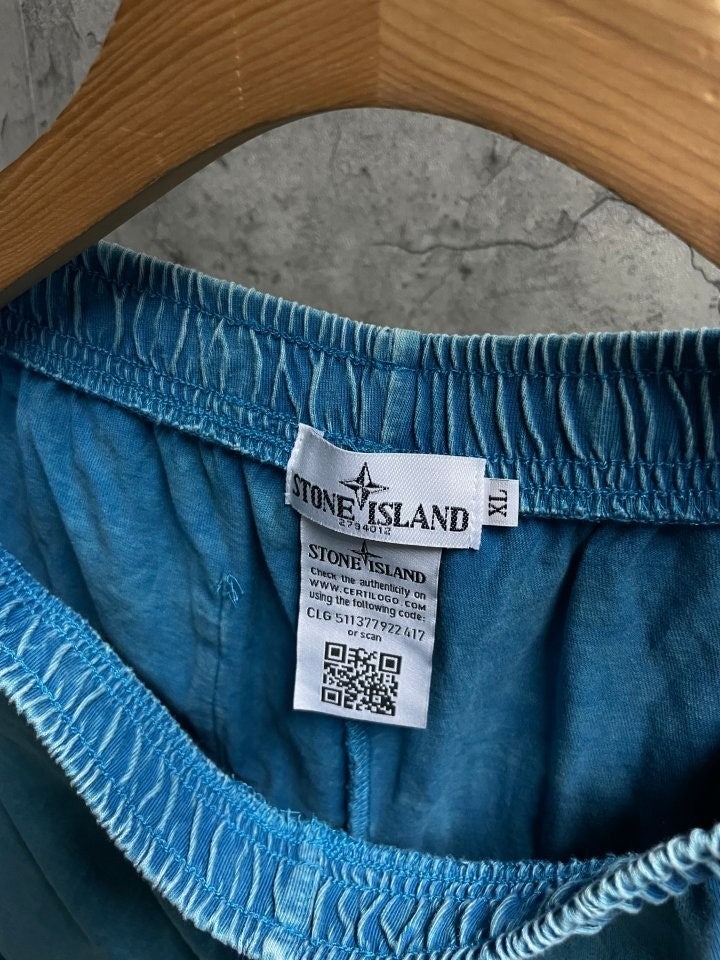 STONE ISLAND
2794012
XL
STONE ISLAND
Check the authenticity on
WWW.CERTILOGO.COM
using the following code:
CLG 511377922417
or scan